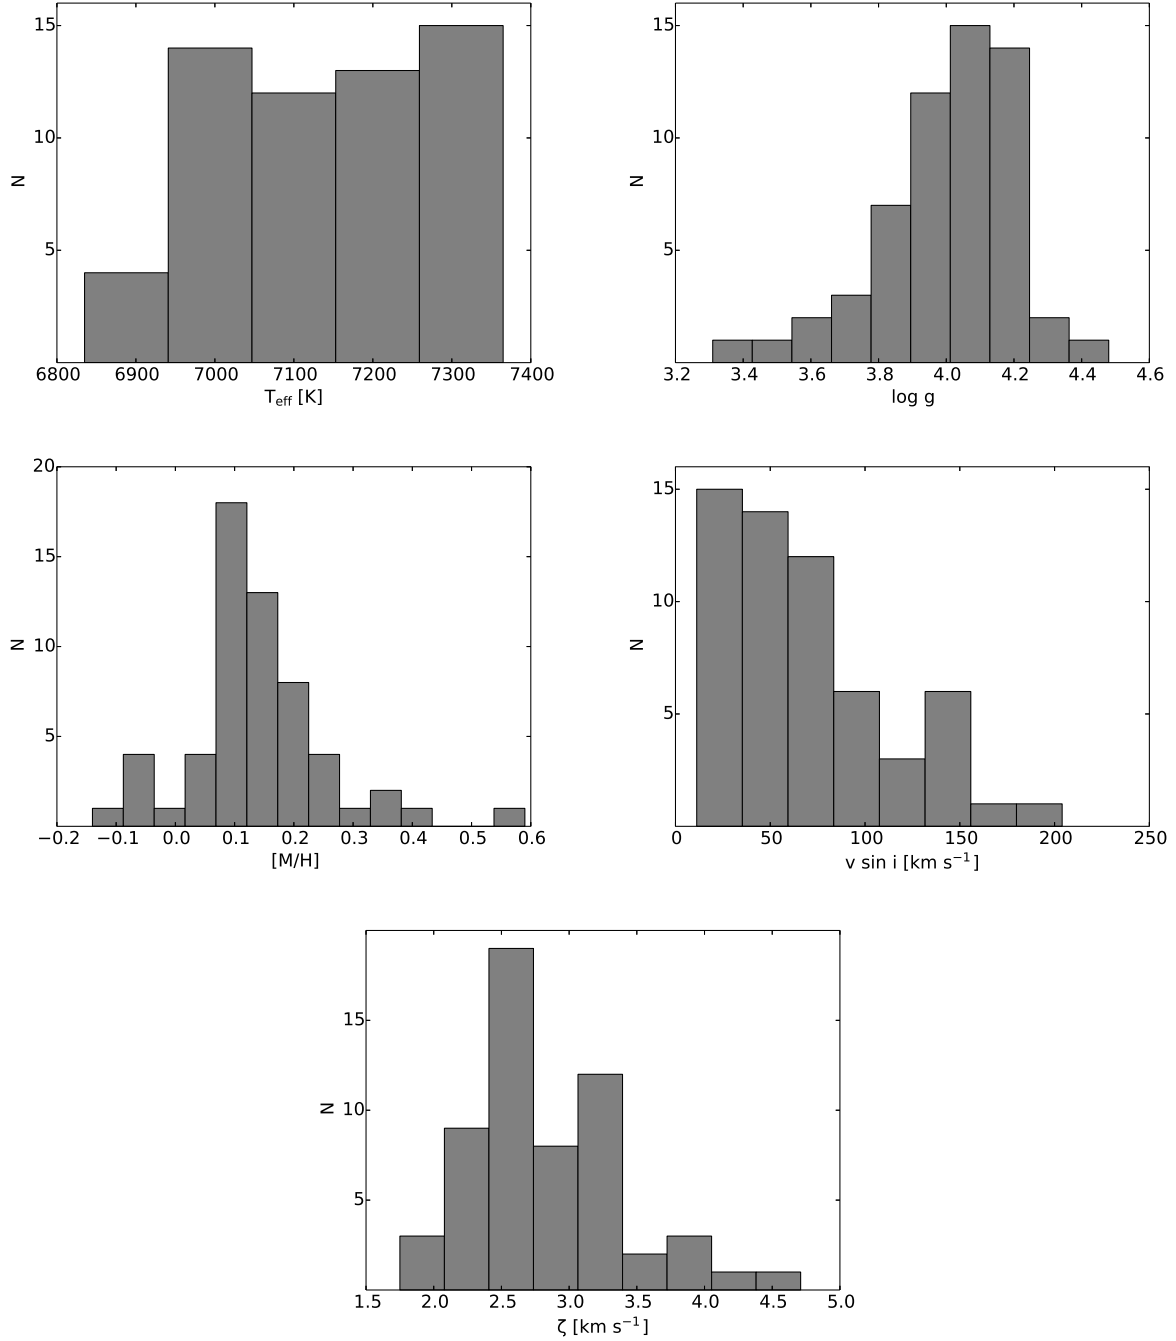 15
10
5
N
6800 6900 7000 7100 7200 7300 7400
T_eff [K]
15
10
5
N
3.2 3.4 3.6 3.8 4.0 4.2 4.4 4.6
log g
20
15
10
5
N
−0.2 −0.1 0.0 0.1 0.2 0.3 0.4 0.5 0.6
[M/H]
15
10
5
N
0 50 100 150 200 250
v sin i [km s⁻¹]
15
10
5
N
1.5 2.0 2.5 3.0 3.5 4.0 4.5 5.0
ζ [km s⁻¹]